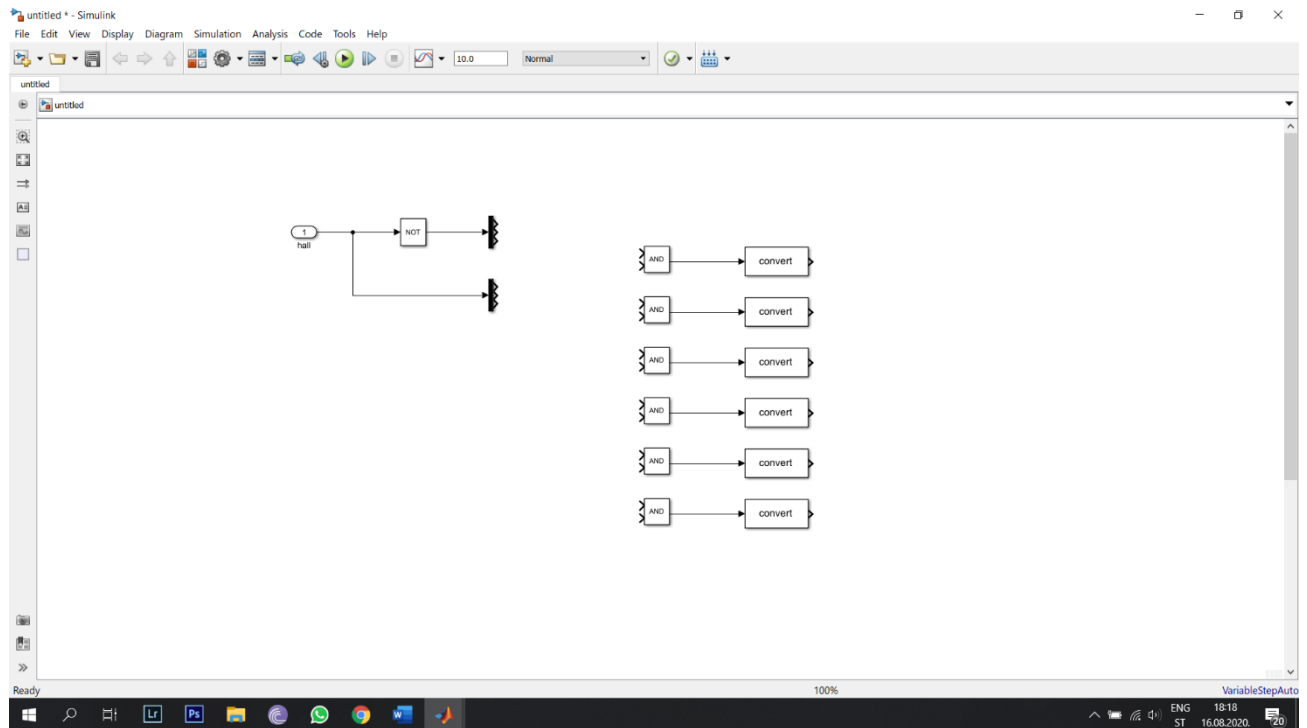 untitled * - Simulink
File Edit View Display Diagram Simulation Analysis Code Tools Help
10.0 Normal
untitled
untitled
1
hall
NOT
AND convert
AND convert
AND convert
AND convert
AND convert
AND convert
Ready 100% VariableStepAuto
Lr Ps W ENG 18:18
ST 16.08.2020. 20